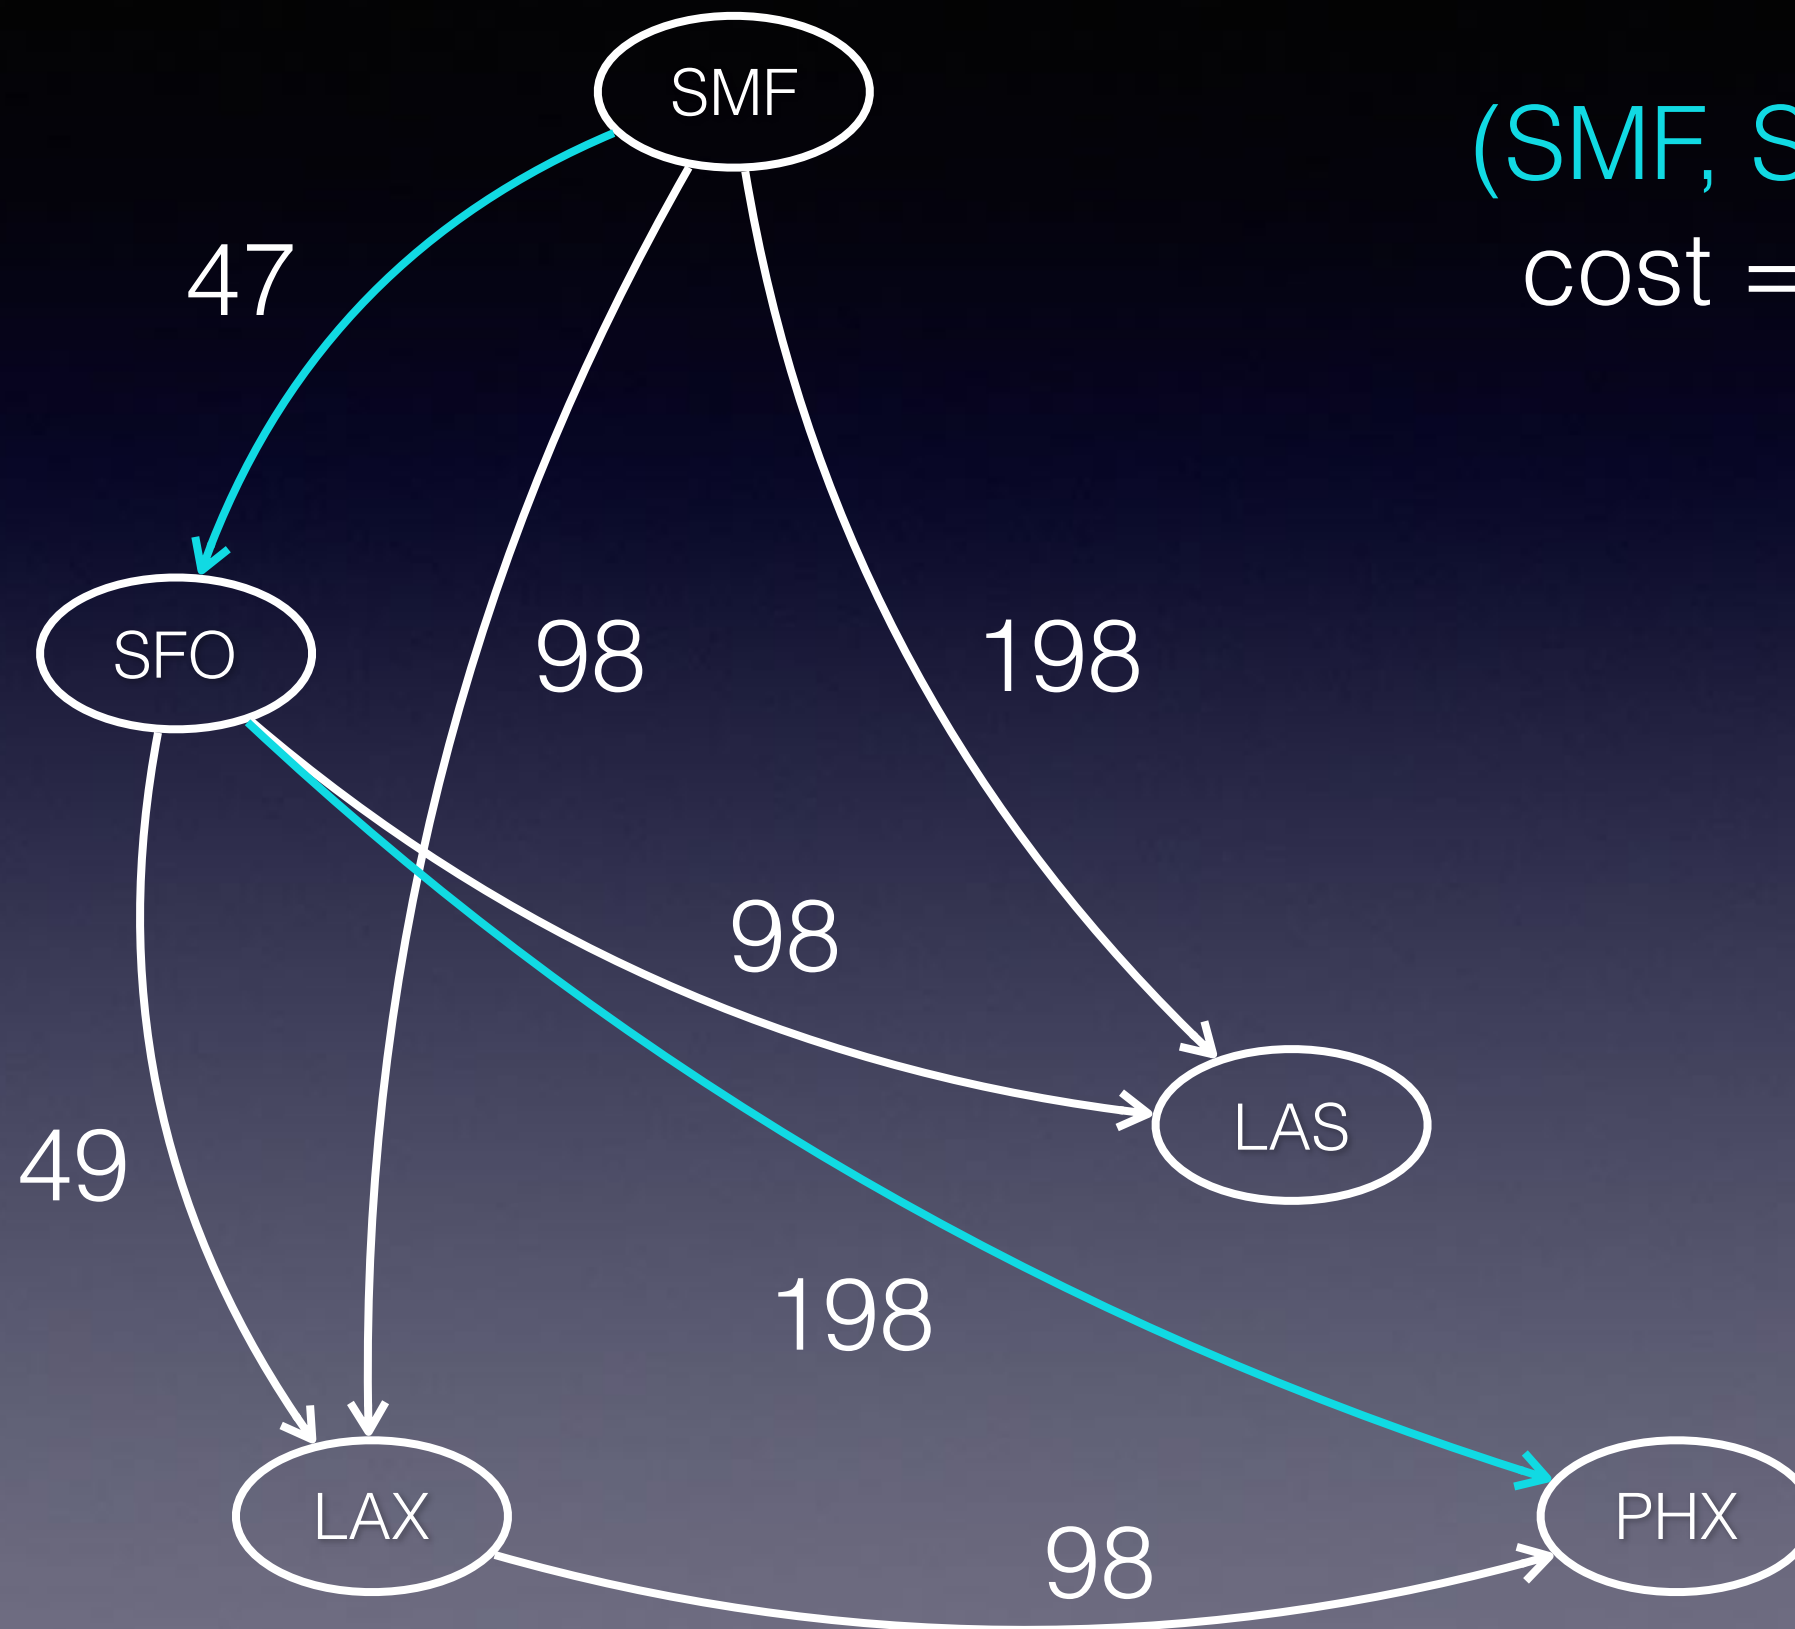 SMF
(SMF, S
cost =
47
SFO
98
198
98
LAS
49
198
LAX
PHX
98